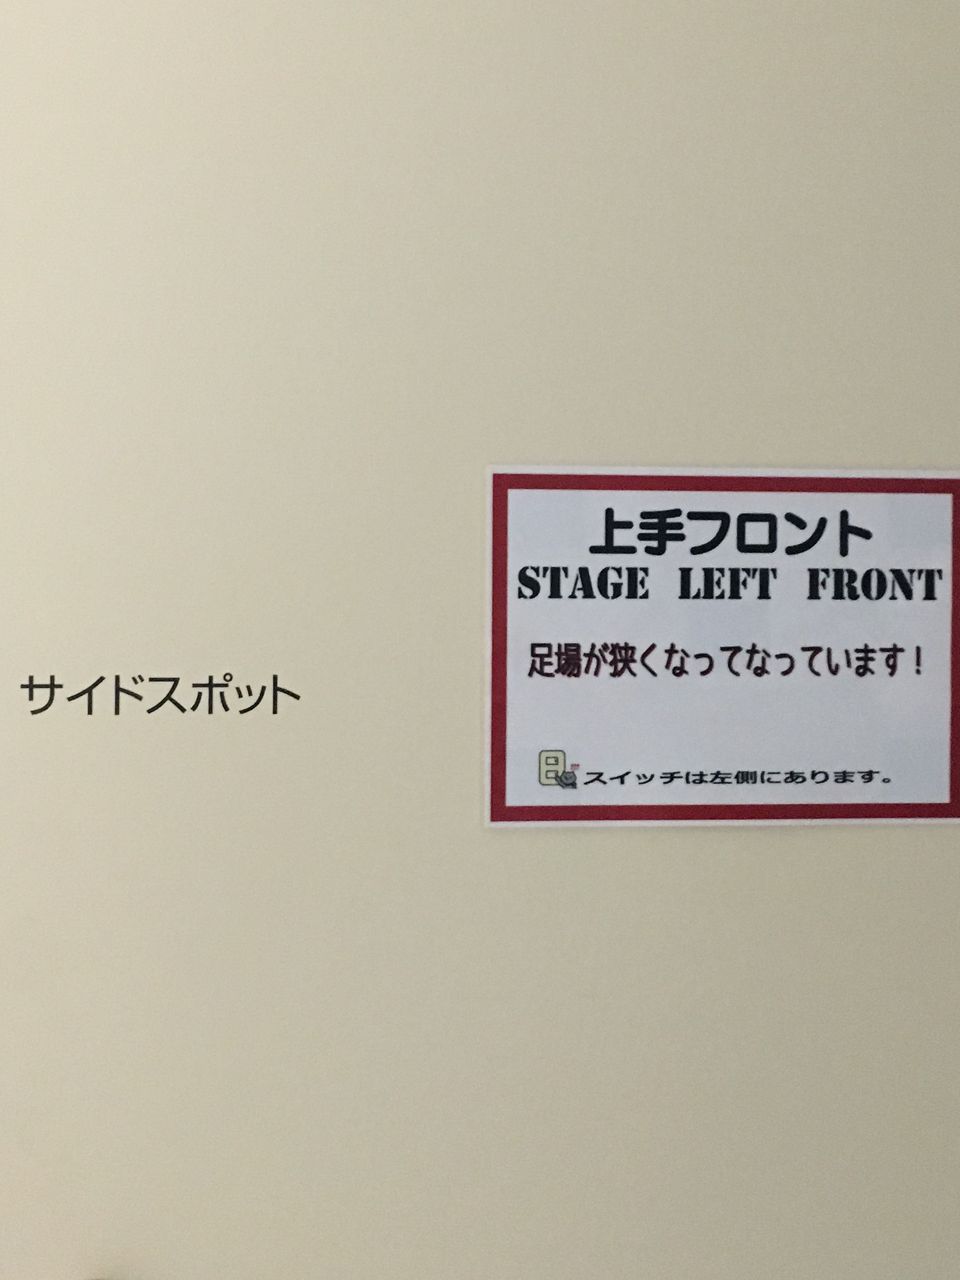 サイドスポット
上手フロント
STAGE LEFT FRONT
足場が狭くなってなっています！
スイッチは左側にあります。